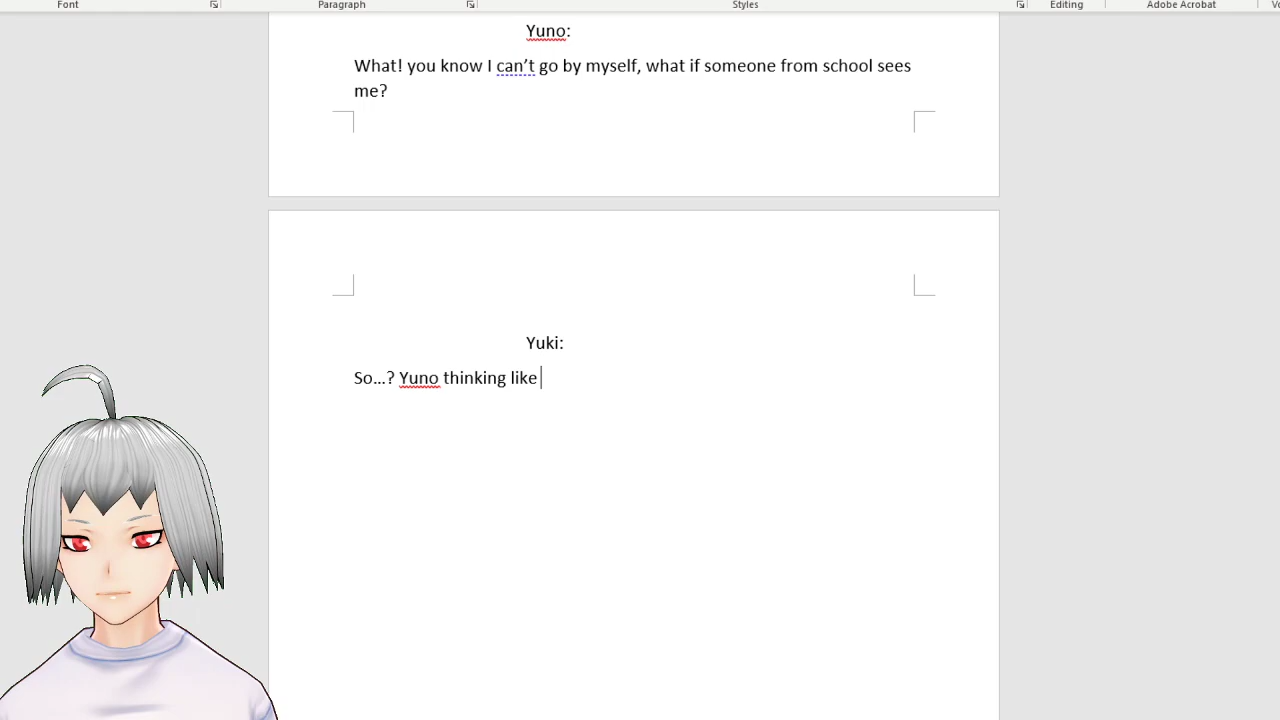 Font Paragraph Styles Editing Adobe Acrobat
Yuno:
What! you know I can't go by myself, what if someone from school sees
me?
Yuki:
So...? Yuno thinking like